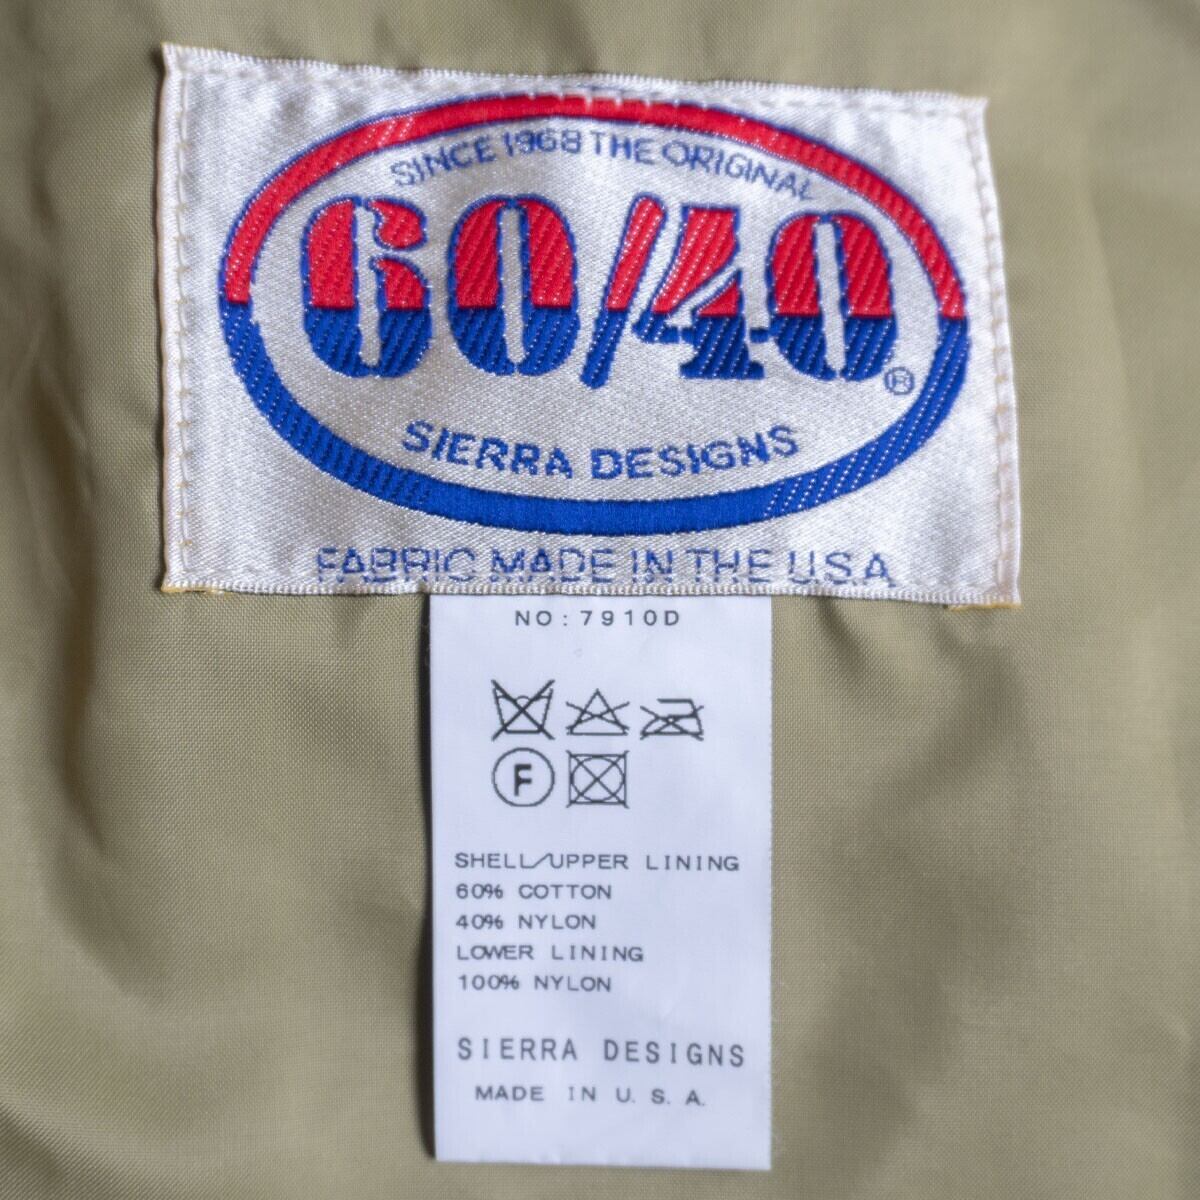 SINCE 1968 THE ORIGINAL
60/40®
SIERRA DESIGNS
FABRIC MADE IN THE U.S.A
NO: 7910D
F
SHELL/UPPER LINING
60% COTTON
40% NYLON
LOWER LINING
100% NYLON
SIERRA DESIGNS
MADE IN U. S. A.